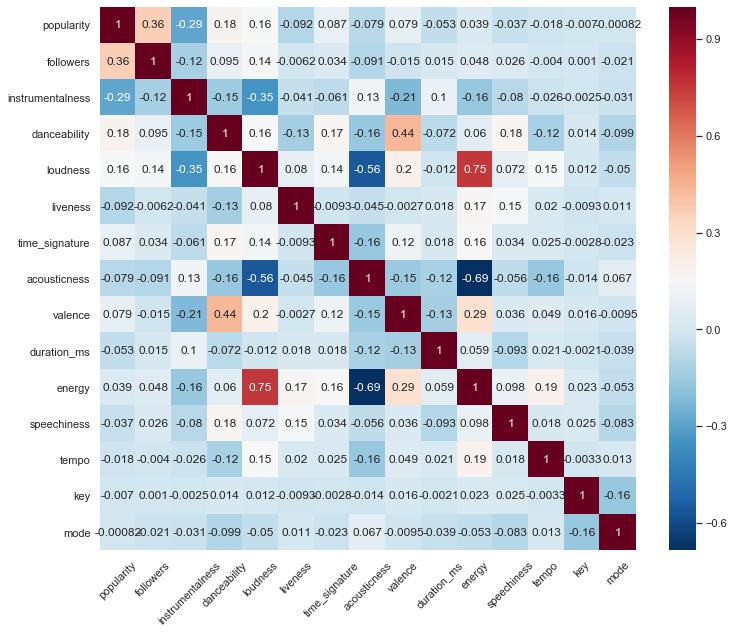 popularity 1 0.36 -0.29 0.18 0.16 -0.092 0.087 -0.079 0.079 -0.053 0.039 -0.037 -0.018 -0.007 -0.00082
0.9
followers 0.36 1 -0.12 0.095 0.14 -0.0062 0.034 -0.091 -0.015 0.015 0.048 0.026 -0.004 0.001 -0.021
instrumentalness -0.29 -0.12 1 -0.15 -0.35 -0.041 -0.061 0.13 -0.21 0.1 -0.16 -0.08 -0.026 -0.0025 -0.031
danceability 0.18 0.095 -0.15 1 0.16 -0.13 0.17 -0.16 0.44 -0.072 0.06 0.18 -0.12 0.014 -0.099
0.6
loudness 0.16 0.14 -0.35 0.16 1 0.08 0.14 -0.56 0.2 -0.012 0.75 0.072 0.15 0.012 -0.05
liveness -0.092 -0.0062 -0.041 -0.13 0.08 1 -0.0093 -0.045 -0.0027 0.018 0.17 0.15 0.02 -0.0093 0.011
0.3
time_signature 0.087 0.034 -0.061 0.17 0.14 -0.0093 1 -0.16 0.12 0.018 0.16 0.034 0.025 -0.0028 -0.023
acousticness -0.079 -0.091 0.13 -0.16 -0.56 -0.045 -0.16 1 -0.15 -0.12 -0.69 -0.056 -0.16 -0.014 0.067
valence 0.079 -0.015 -0.21 0.44 0.2 -0.0027 0.12 -0.15 1 -0.13 0.29 0.036 0.049 0.016 -0.0095
0.0
duration_ms -0.053 0.015 0.1 -0.072 -0.012 0.018 0.018 -0.12 -0.13 1 0.059 -0.093 0.021 -0.0021 -0.039
energy 0.039 0.048 -0.16 0.06 0.75 0.17 0.16 -0.69 0.29 0.059 1 0.098 0.19 0.023 -0.053
speechiness -0.037 0.026 -0.08 0.18 0.072 0.15 0.034 -0.056 0.036 -0.093 0.098 1 0.018 0.025 -0.083
-0.3
tempo -0.018 -0.004 -0.026 -0.12 0.15 0.02 0.025 -0.16 0.049 0.021 0.19 0.018 1 -0.0033 0.013
key -0.007 0.001 -0.0025 0.014 0.012 -0.0093 -0.0028 -0.014 0.016 -0.0021 0.023 0.025 -0.0033 1 -0.16
mode -0.00082 -0.021 -0.031 -0.099 -0.05 0.011 -0.023 0.067 -0.0095 -0.039 -0.053 -0.083 0.013 -0.16 1
-0.6
popularity followers instrumentalness danceability loudness liveness time_signature acousticness valence duration_ms energy speechiness tempo key mode